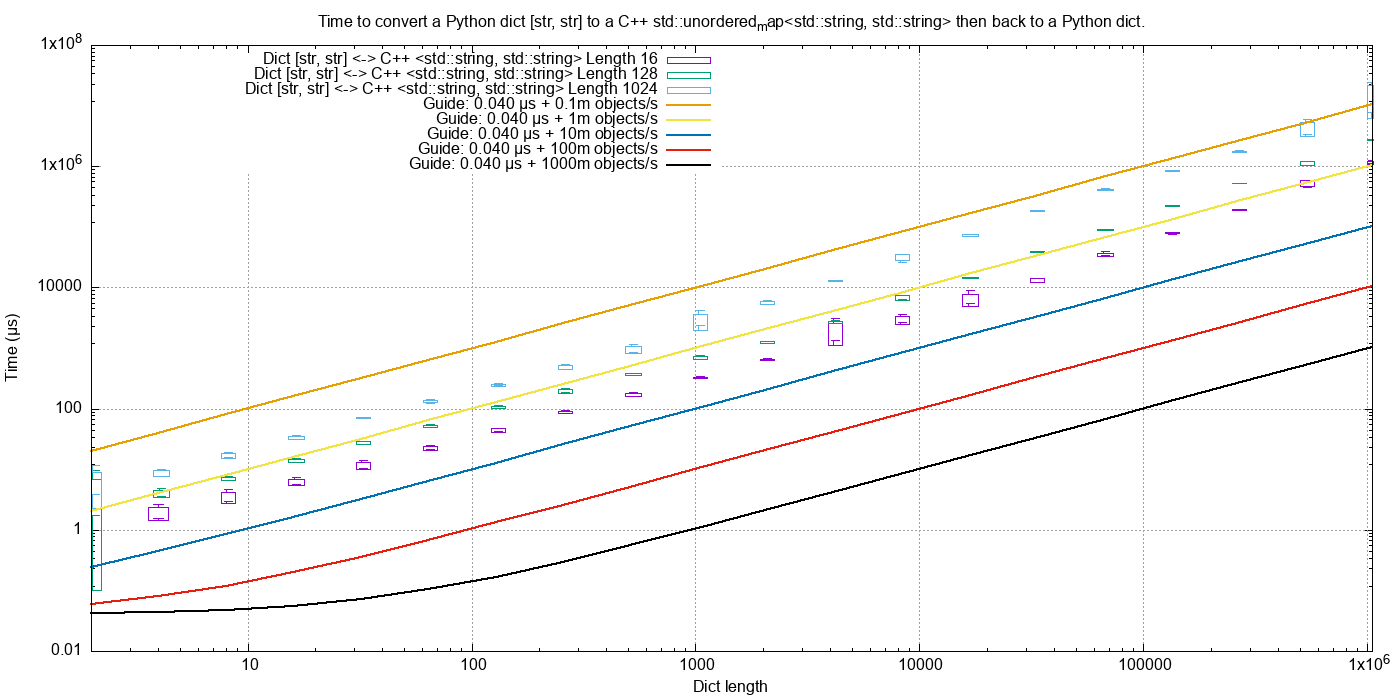 Time to convert a Python dict [str, str] to a C++ std::unordered_map<std::string, std::string> then back to a Python dict.
1x10^8
Dict [str, str] <-> C++ <std::string, std::string> Length 16
Dict [str, str] <-> C++ <std::string, std::string> Length 128
Dict [str, str] <-> C++ <std::string, std::string> Length 1024
Guide: 0.040 µs + 0.1m objects/s
Guide: 0.040 µs + 1m objects/s
Guide: 0.040 µs + 10m objects/s
Guide: 0.040 µs + 100m objects/s
Guide: 0.040 µs + 1000m objects/s
1x10^6
10000
100
1
0.01
Time (µs)
10 100 1000 10000 100000 1x10^6
Dict length